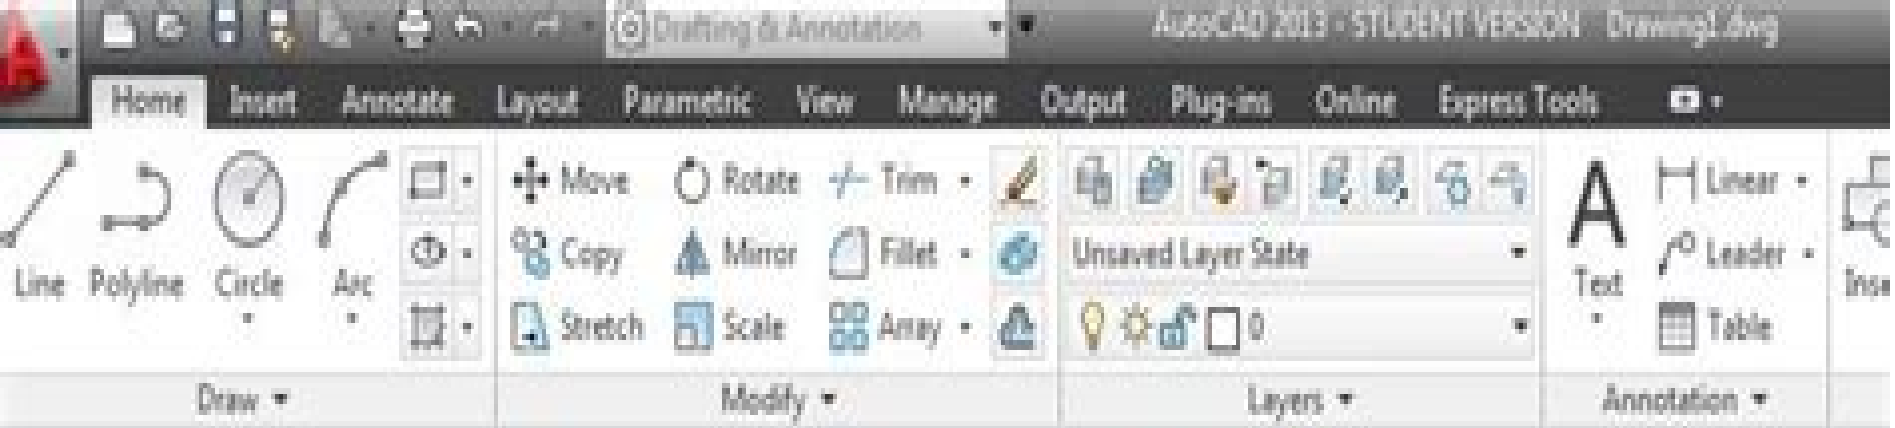 Drafting & Annotation AutoCAD 2013 - STUDENT VERSION Drawing1.dwg
Home Insert Annotate Layout Parametric View Manage Output Plug-ins Online Express Tools
Move Rotate Trim Linear
Copy Mirror Fillet Unsaved Layer State Leader
Line Polyline Circle Arc Text
Stretch Scale Array 0 Table
Draw Modify Layers Annotation